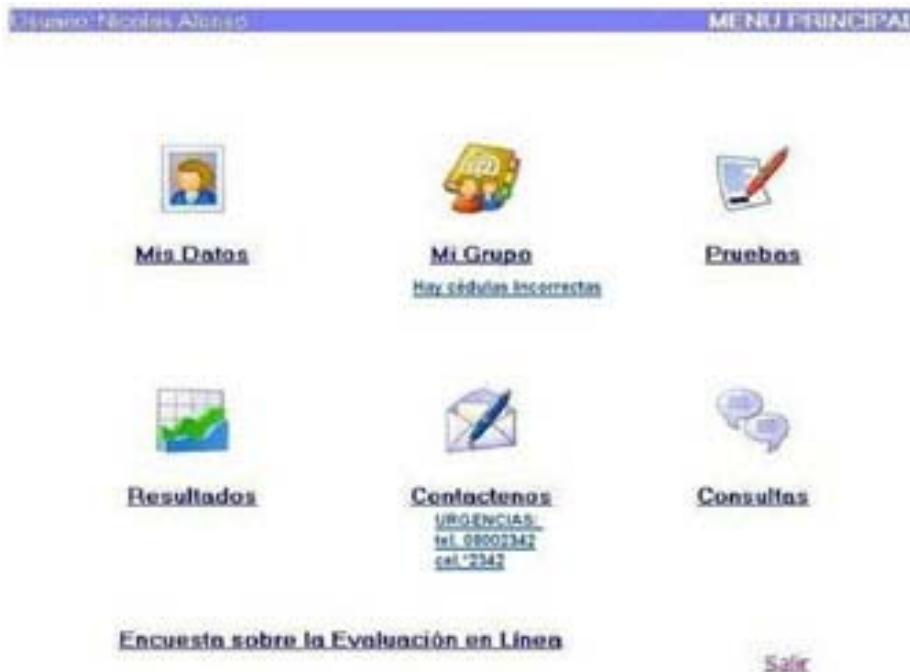 Usuario: Nicolas Alonso MENU PRINCIPAL
Mis Datos Mi Grupo Pruebas
Hay cédulas incorrectas
Resultados Contactenos Consultas
URGENCIAS:
tel. 08002342
cel.*2342
Encuesta sobre la Evaluación en Línea
Salir